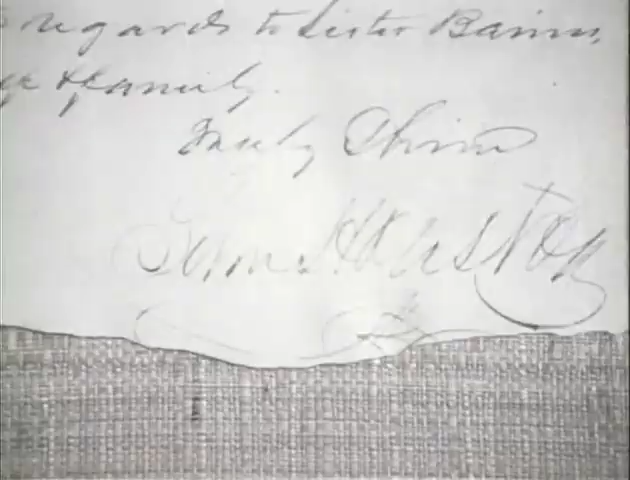 regards to Sister Baines,
& family.
Truly Thine
Sam Houston